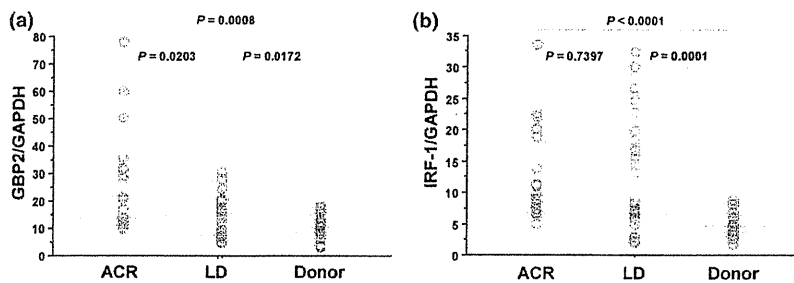 (a)
P = 0.0008
P = 0.0203
P = 0.0172
GBP2/GAPDH
80
70
60
50
40
30
20
10
0
ACR
LD
Donor
(b)
P < 0.0001
P = 0.7397
P = 0.0001
IRF-1/GAPDH
35
30
25
20
15
10
5
0
ACR
LD
Donor